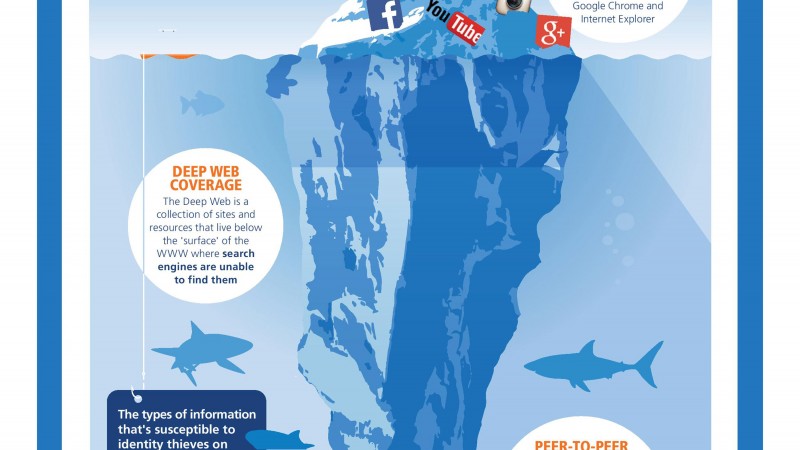 Google Chrome and
Internet Explorer
f
You
Tube
g+
DEEP WEB
COVERAGE
The Deep Web is a
collection of sites and
resources that live below
the 'surface' of the
WWW where search
engines are unable
to find them
The types of information
that's susceptible to
identity thieves on
PEER-TO-PEER